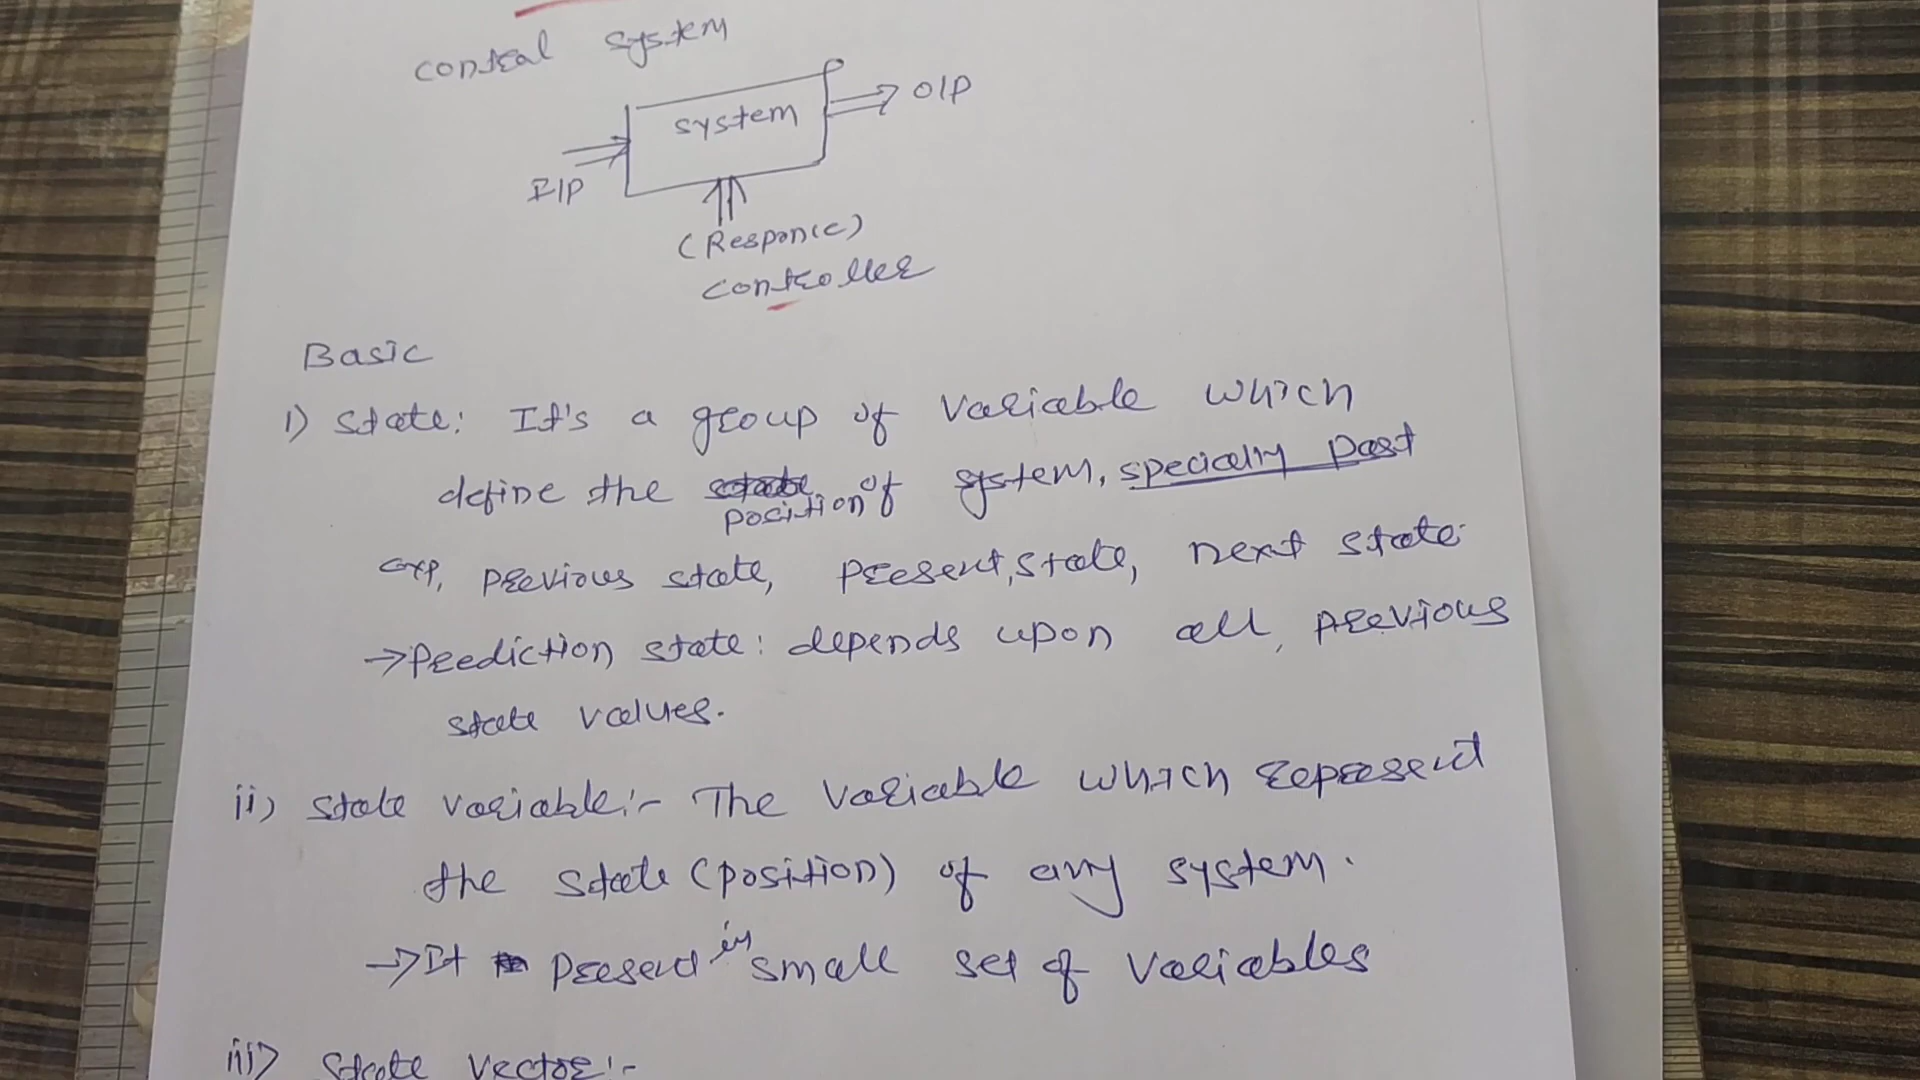 control system
system
O/P
I/P
(Responce)
controller
Basic
i) state: It's a group of variable which
define the position of system, specially past
exp, previous state, present, state, next state.
→ prediction state: depends upon all, previous
state values.
ii) state variable:- The variable which represent
the state (position) of any system.
→ It present in small set of variables
iii) state vector:-